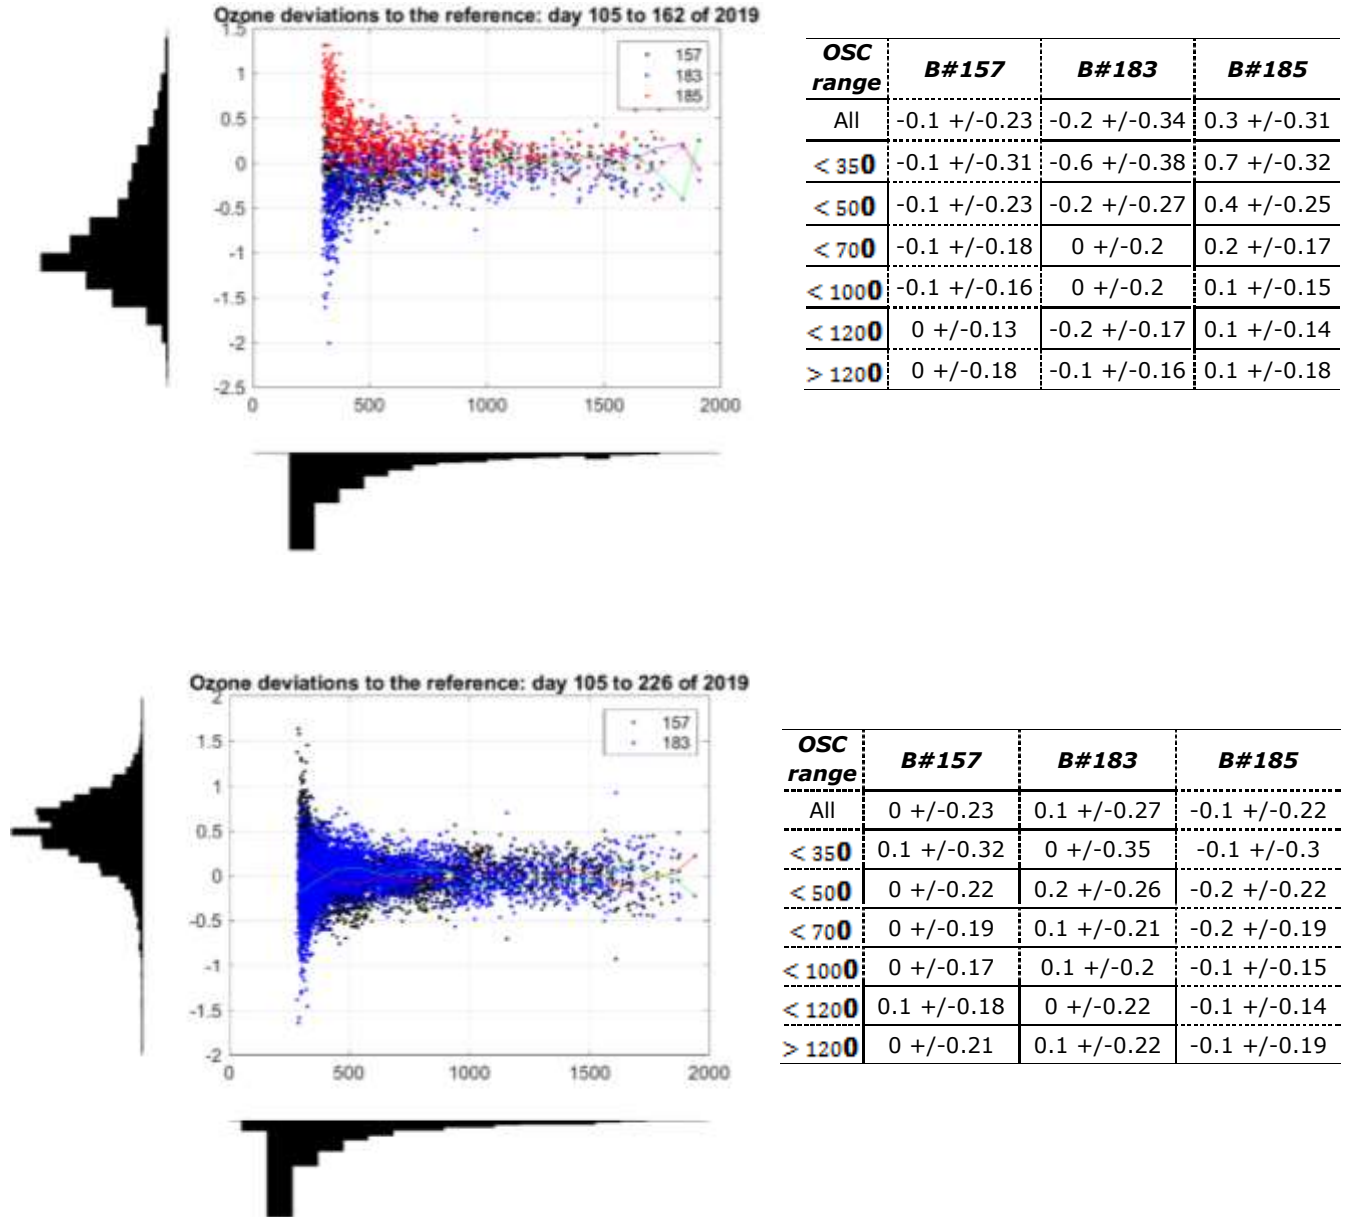 Ozone deviations to the reference: day 105 to 162 of 2019
1.5
1
0.5
0
-0.5
-1
-1.5
-2
-2.5
0 500 1000 1500 2000
157
183
185
OSC range B#157 B#183 B#185
All -0.1 +/-0.23 -0.2 +/-0.34 0.3 +/-0.31
< 350 -0.1 +/-0.31 -0.6 +/-0.38 0.7 +/-0.32
< 500 -0.1 +/-0.23 -0.2 +/-0.27 0.4 +/-0.25
< 700 -0.1 +/-0.18 0 +/-0.2 0.2 +/-0.17
< 1000 -0.1 +/-0.16 0 +/-0.2 0.1 +/-0.15
< 1200 0 +/-0.13 -0.2 +/-0.17 0.1 +/-0.14
> 1200 0 +/-0.18 -0.1 +/-0.16 0.1 +/-0.18
Ozone deviations to the reference: day 105 to 226 of 2019
2
1.5
1
0.5
0
-0.5
-1
-1.5
-2
0 500 1000 1500 2000
157
183
OSC range B#157 B#183 B#185
All 0 +/-0.23 0.1 +/-0.27 -0.1 +/-0.22
< 350 0.1 +/-0.32 0 +/-0.35 -0.1 +/-0.3
< 500 0 +/-0.22 0.2 +/-0.26 -0.2 +/-0.22
< 700 0 +/-0.19 0.1 +/-0.21 -0.2 +/-0.19
< 1000 0 +/-0.17 0.1 +/-0.2 -0.1 +/-0.15
< 1200 0.1 +/-0.18 0 +/-0.22 -0.1 +/-0.14
> 1200 0 +/-0.21 0.1 +/-0.22 -0.1 +/-0.19